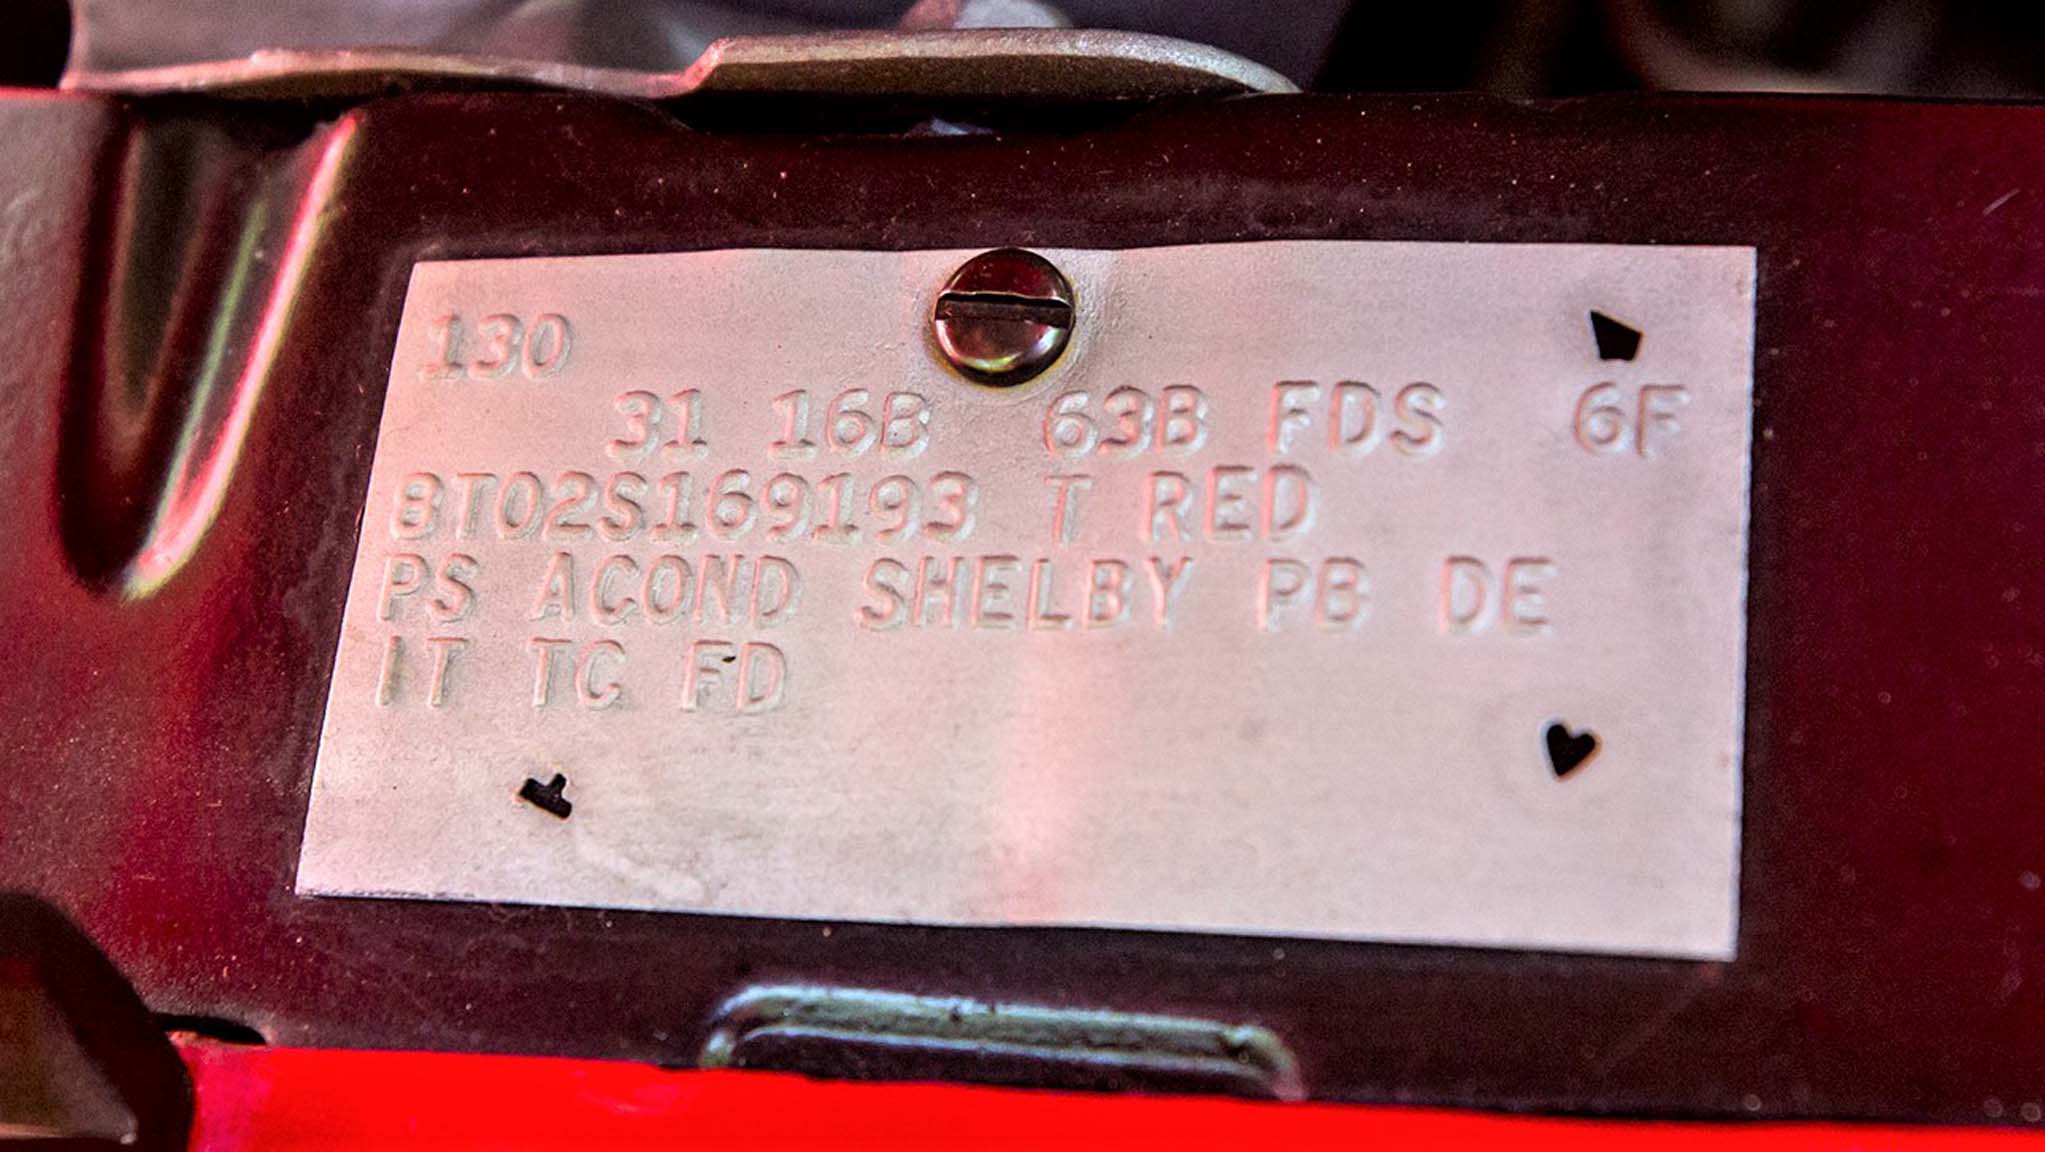 130
31 16B 63B FDS 6F
8T02S169193 T RED
PS ACOND SHELBY PB DE
IT TC FD